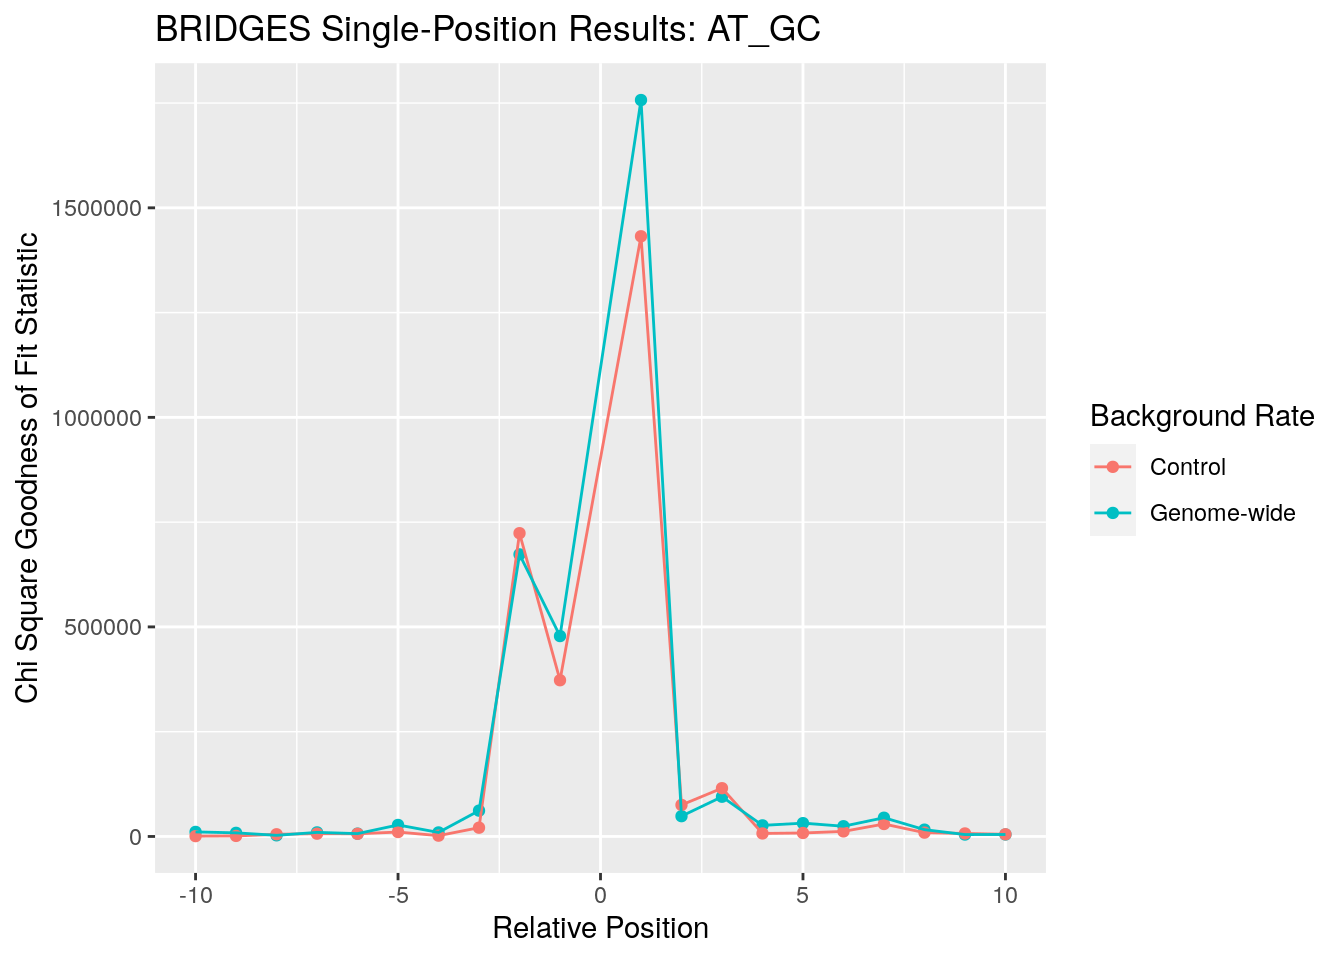 BRIDGES Single-Position Results: AT_GC
Chi Square Goodness of Fit Statistic
1500000
1000000
500000
0
-10
-5
0
5
10
Relative Position
Background Rate
Control
Genome-wide